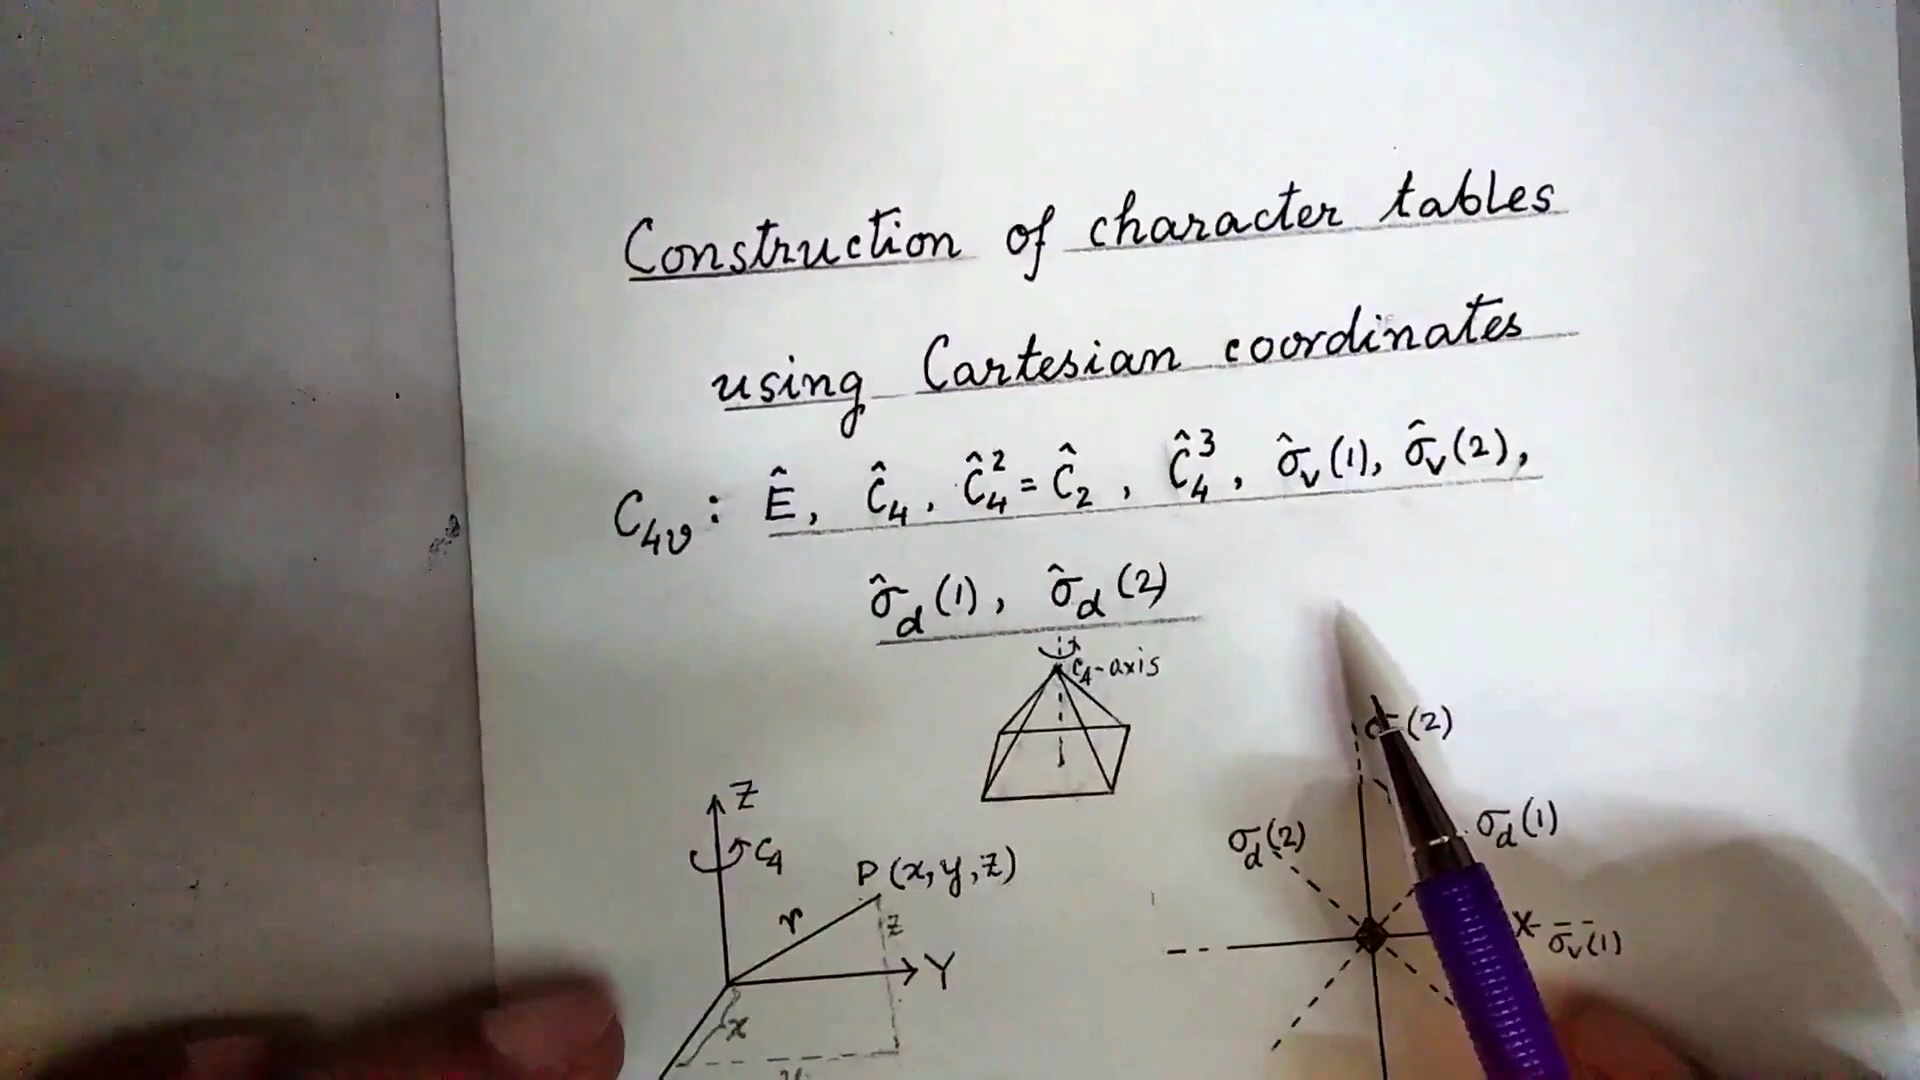 Construction of character tables
using Cartesian coordinates
C₄ᵥ : Ê, Ĉ₄, Ĉ₄² = Ĉ₂, Ĉ₄³, σ̂ᵥ(1), σ̂ᵥ(2),
σ̂d(1), σ̂d(2)
C₄-axis
Z
C₄
P(x,y,z)
r
z
Y
x
(2)
σd(2)
σd(1)
X
σᵥ(1)